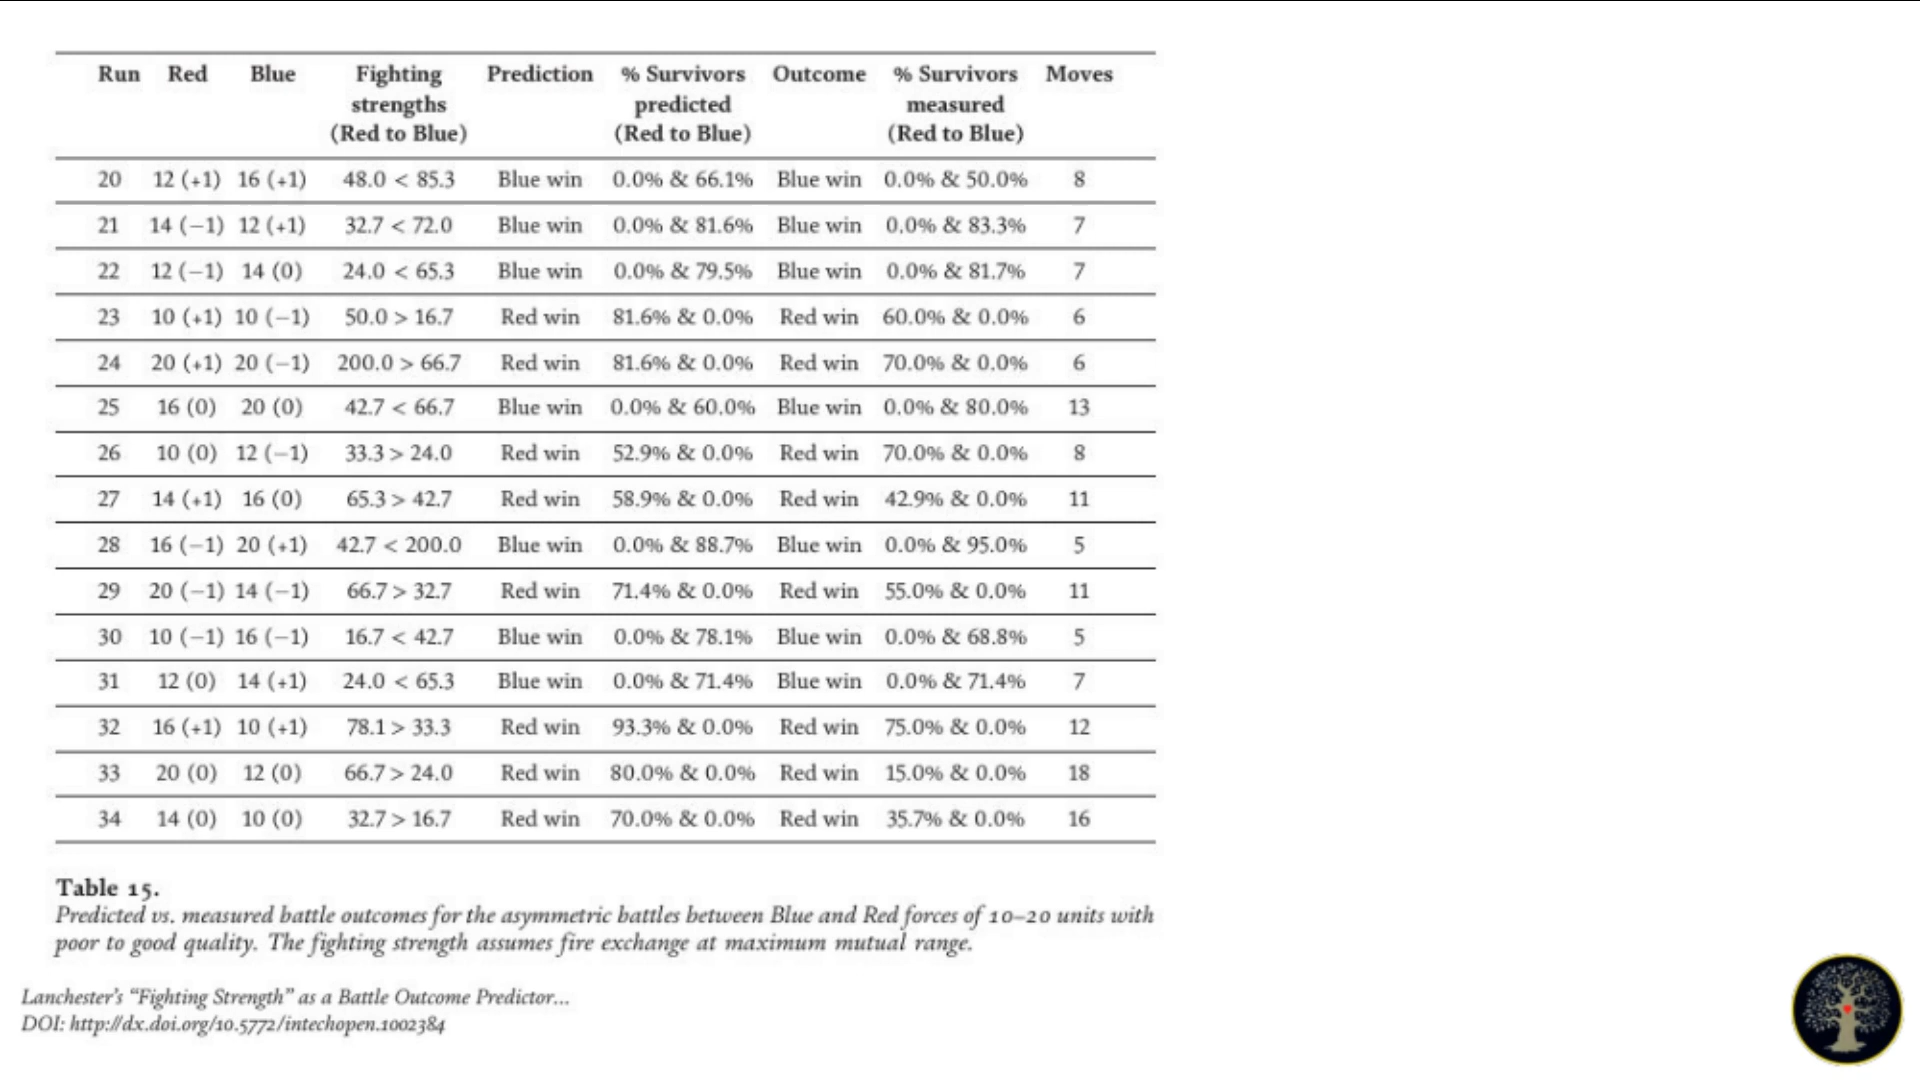 Run Red Blue Fighting strengths (Red to Blue) Prediction % Survivors predicted (Red to Blue) Outcome % Survivors measured (Red to Blue) Moves
20 12 (+1) 16 (+1) 48.0 < 85.3 Blue win 0.0% & 66.1% Blue win 0.0% & 50.0% 8
21 14 (−1) 12 (+1) 32.7 < 72.0 Blue win 0.0% & 81.6% Blue win 0.0% & 83.3% 7
22 12 (−1) 14 (0) 24.0 < 65.3 Blue win 0.0% & 79.5% Blue win 0.0% & 81.7% 7
23 10 (+1) 10 (−1) 50.0 > 16.7 Red win 81.6% & 0.0% Red win 60.0% & 0.0% 6
24 20 (+1) 20 (−1) 200.0 > 66.7 Red win 81.6% & 0.0% Red win 70.0% & 0.0% 6
25 16 (0) 20 (0) 42.7 < 66.7 Blue win 0.0% & 60.0% Blue win 0.0% & 80.0% 13
26 10 (0) 12 (−1) 33.3 > 24.0 Red win 52.9% & 0.0% Red win 70.0% & 0.0% 8
27 14 (+1) 16 (0) 65.3 > 42.7 Red win 58.9% & 0.0% Red win 42.9% & 0.0% 11
28 16 (−1) 20 (+1) 42.7 < 200.0 Blue win 0.0% & 88.7% Blue win 0.0% & 95.0% 5
29 20 (−1) 14 (−1) 66.7 > 32.7 Red win 71.4% & 0.0% Red win 55.0% & 0.0% 11
30 10 (−1) 16 (−1) 16.7 < 42.7 Blue win 0.0% & 78.1% Blue win 0.0% & 68.8% 5
31 12 (0) 14 (+1) 24.0 < 65.3 Blue win 0.0% & 71.4% Blue win 0.0% & 71.4% 7
32 16 (+1) 10 (+1) 78.1 > 33.3 Red win 93.3% & 0.0% Red win 75.0% & 0.0% 12
33 20 (0) 12 (0) 66.7 > 24.0 Red win 80.0% & 0.0% Red win 15.0% & 0.0% 18
34 14 (0) 10 (0) 32.7 > 16.7 Red win 70.0% & 0.0% Red win 35.7% & 0.0% 16
Table 15.
Predicted vs. measured battle outcomes for the asymmetric battles between Blue and Red forces of 10–20 units with
poor to good quality. The fighting strength assumes fire exchange at maximum mutual range.
Lanchester's “Fighting Strength” as a Battle Outcome Predictor...
DOI: http://dx.doi.org/10.5772/intechopen.1002384